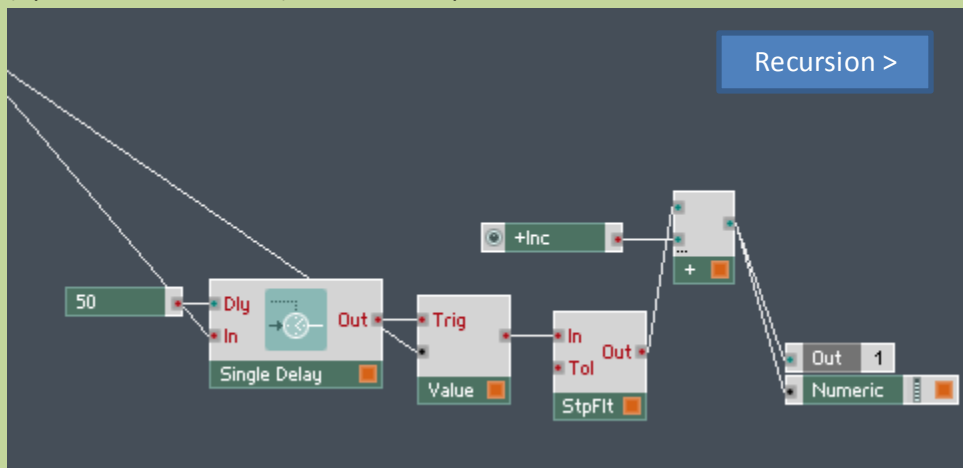 Recursion >
+Inc
...
+
50
Dly
In
Out
Single Delay
Trig
Value
In
Out
Tol
StpFlt
Out 1
Numeric